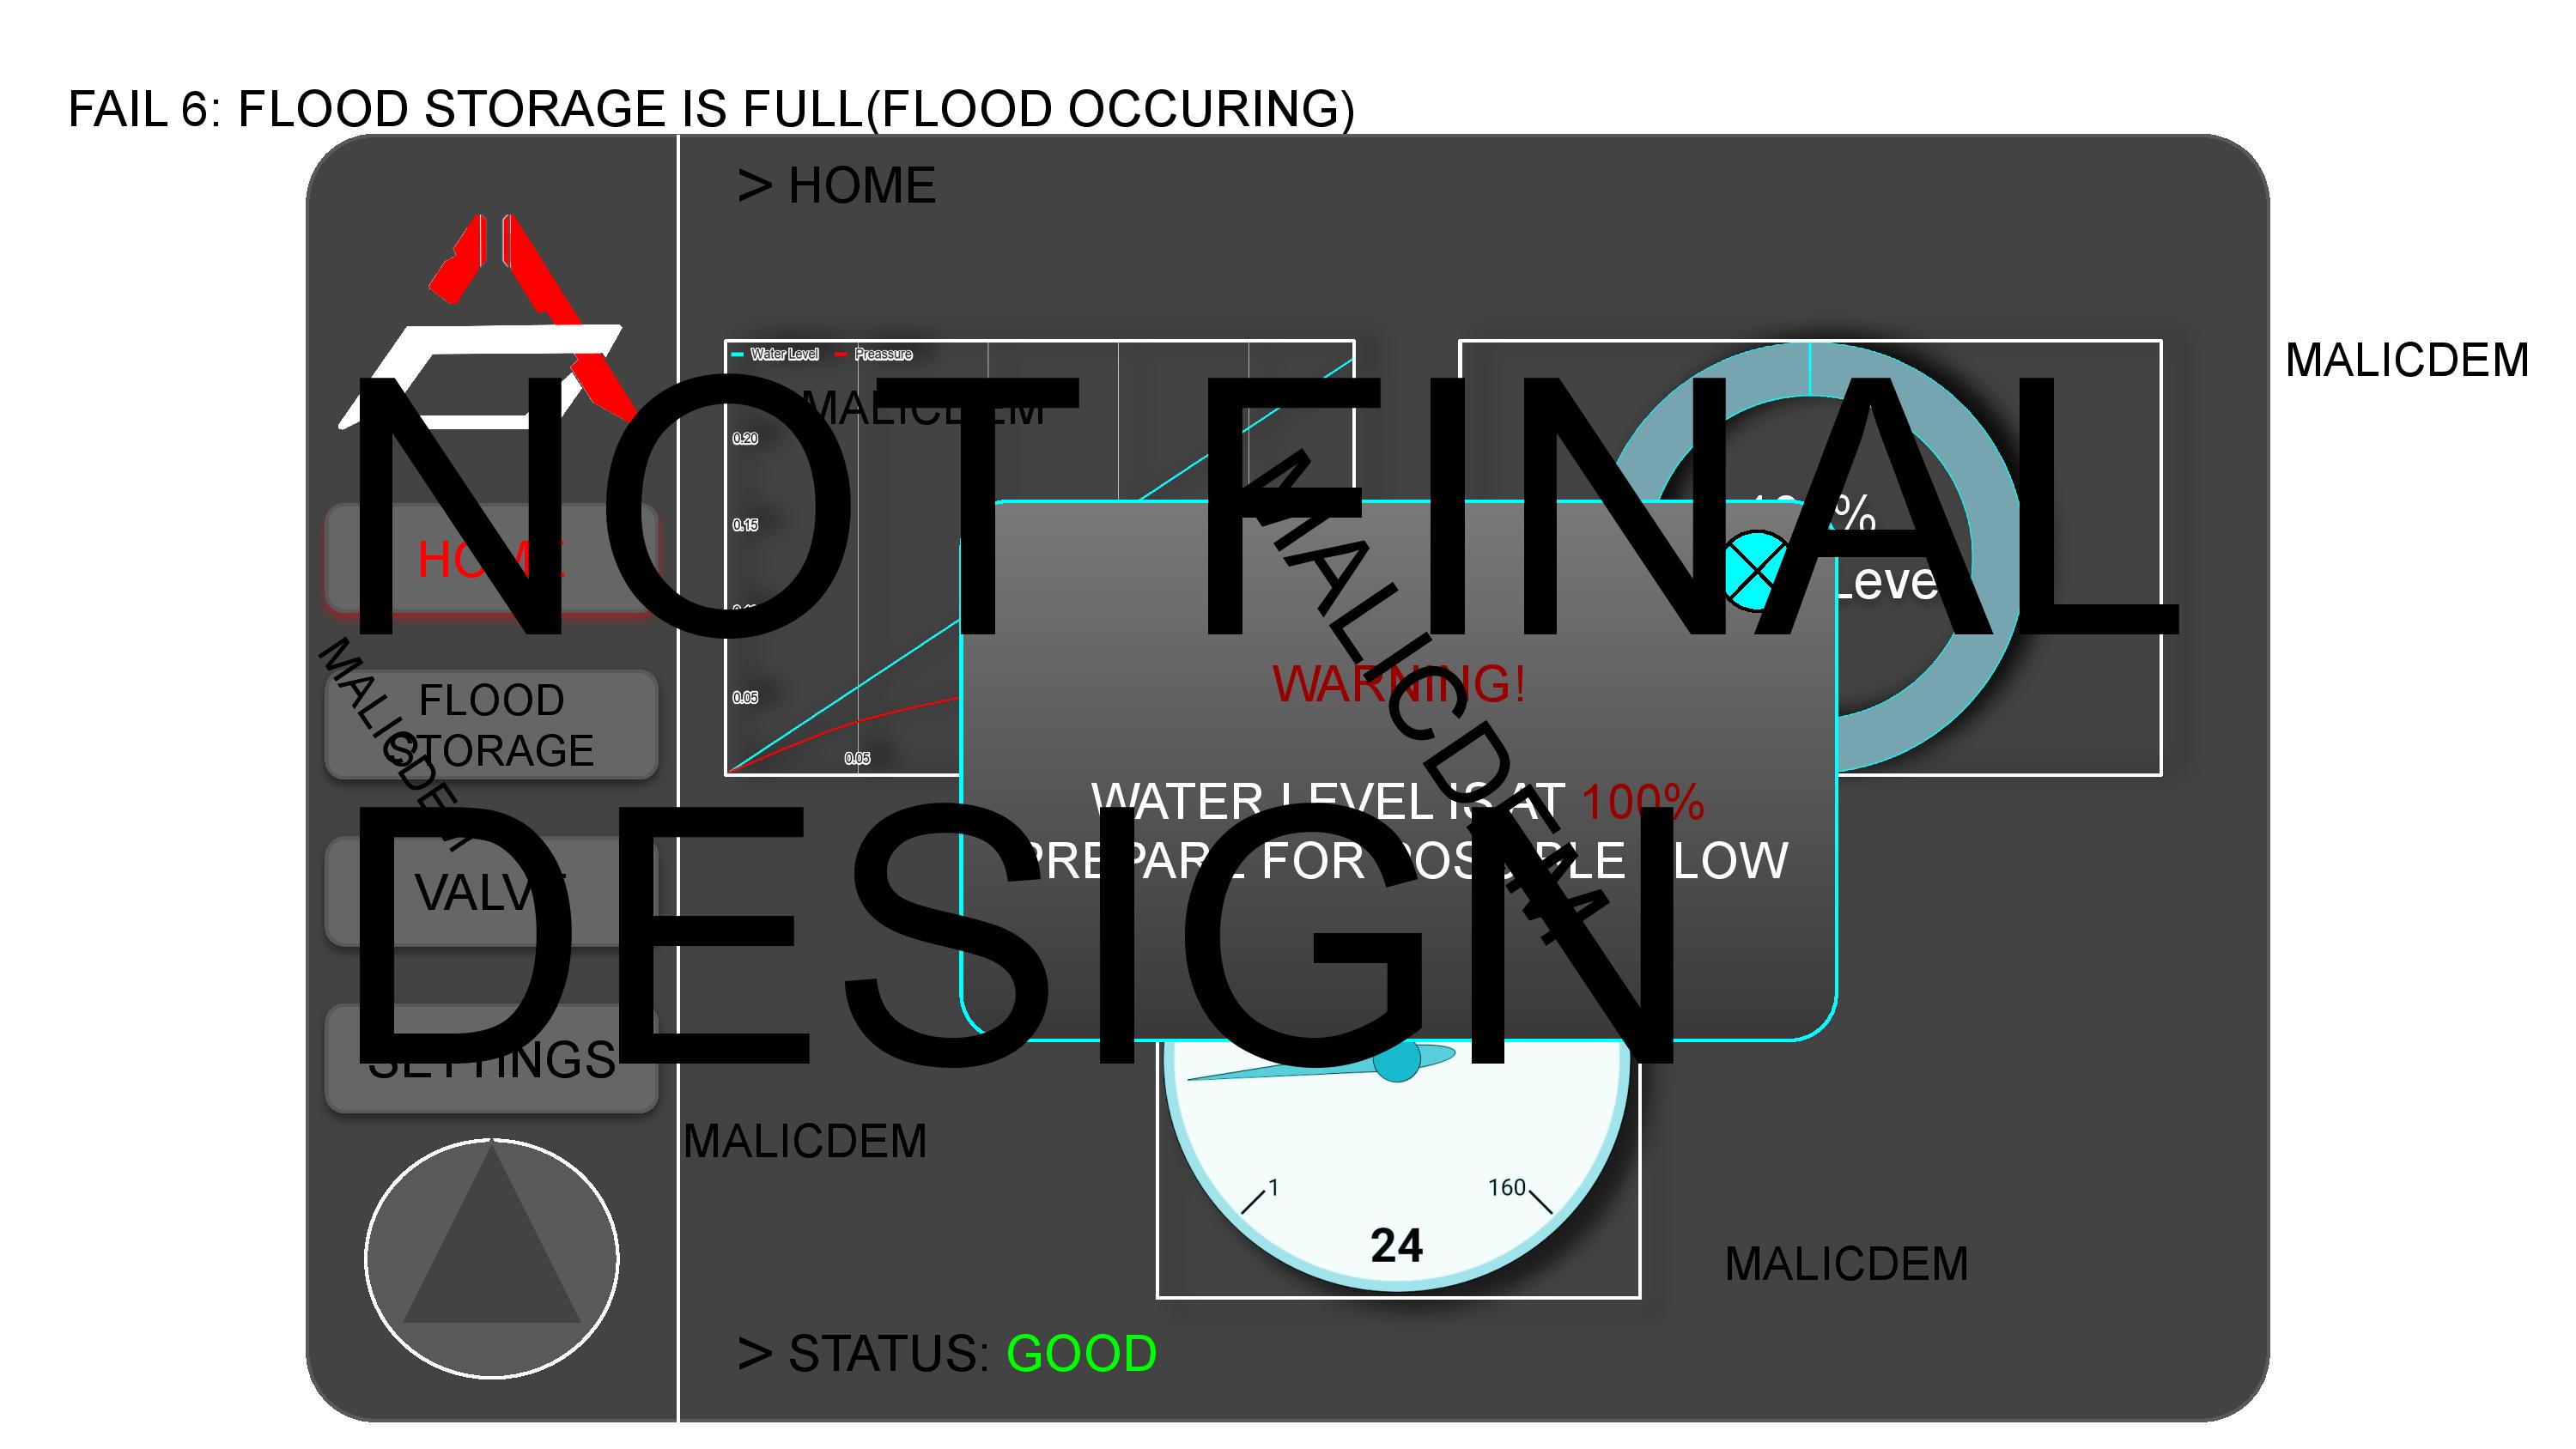 FAIL 6: FLOOD STORAGE IS FULL(FLOOD OCCURING)
> HOME
Water Level Preassure
MALICDEM
MALICDEM
0.20
0.15
0.05
0.05
NOT FINAL
DESIGN
HOME
FLOOD
STORAGE
VALVE
SETTINGS
MALICDEM
MALICDEM
%
Level
WARNING!
WATER LEVEL IS AT 100%
PREPARE FOR POSSIBLE FLOW
MALICDEM
1
160
24
MALICDEM
> STATUS: GOOD